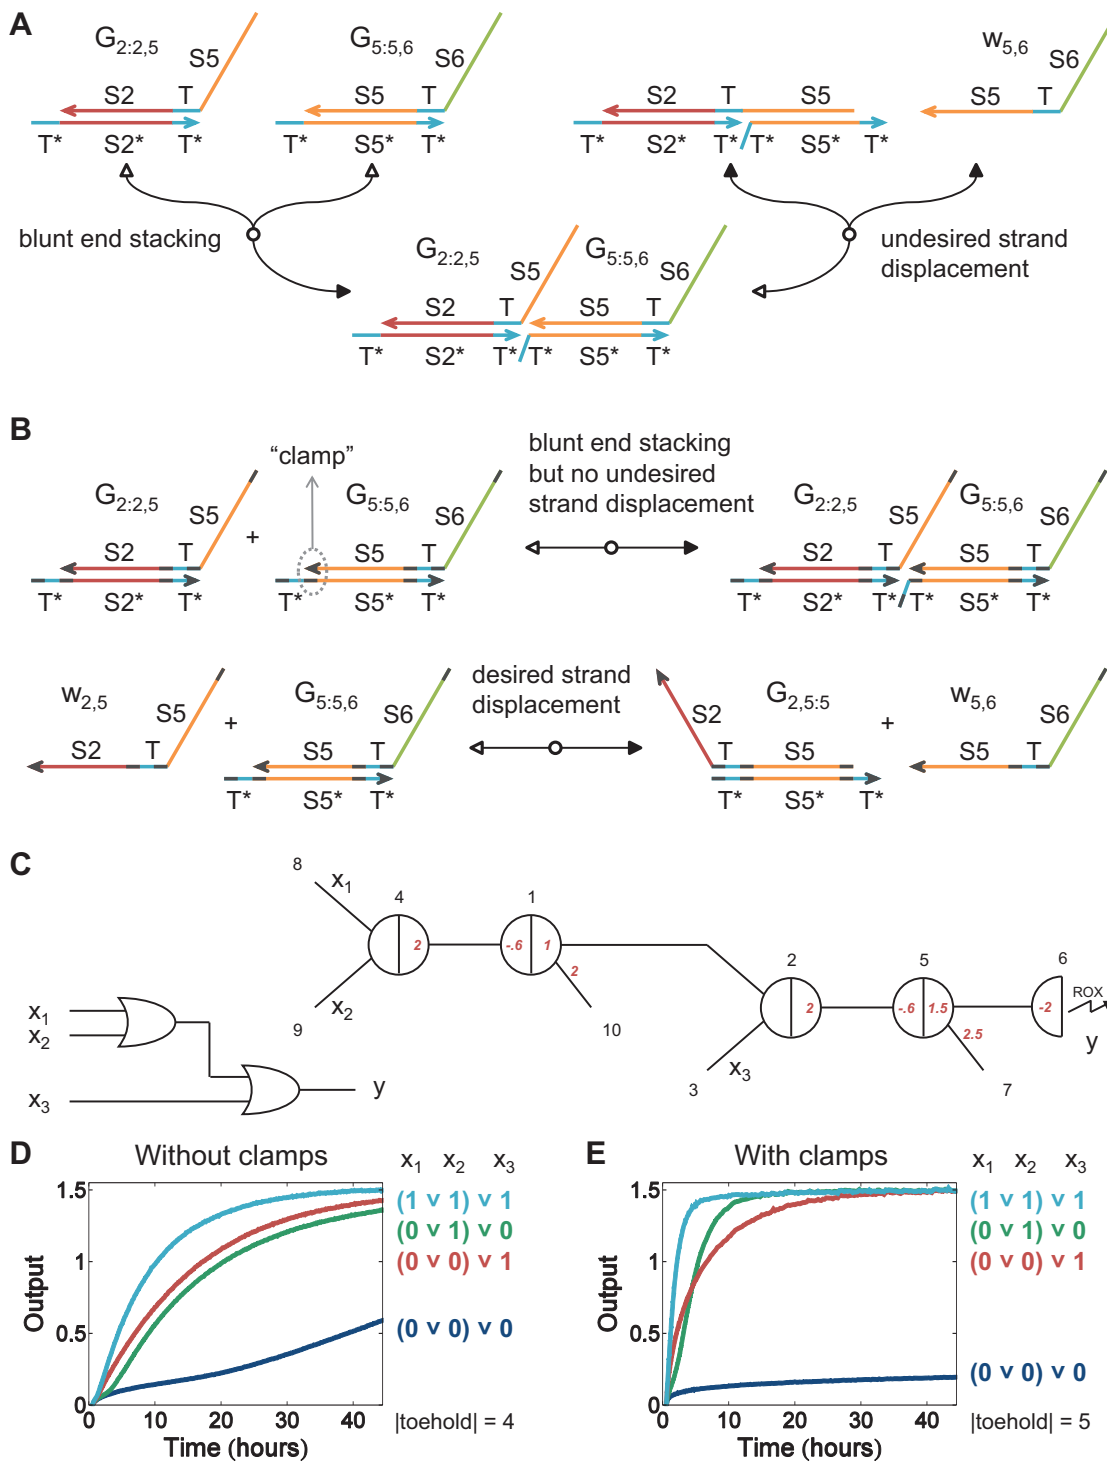 A
G2:2,5
S5
G5:5,6
S6
w5,6
S6
S2 T
S5 T
S2 T S5
S5 T
T* S2* T*
T* S5* T*
T* S2* T* T* S5* T*
blunt end stacking
undesired strand
displacement
G2:2,5
S5
G5:5,6
S6
S2 T
S5 T
T* S2* T* T* S5* T*
B
"clamp"
blunt end stacking
but no undesired
strand displacement
G2:2,5
S5
+
G5:5,6
S6
G2:2,5
S5
G5:5,6
S6
S2 T
S5 T
S2 T
S5 T
T* S2* T*
T* S5* T*
T* S2* T* T* S5* T*
w2,5
S5
+
G5:5,6
S6
desired strand
displacement
S2
G2,5:5
+
w5,6
S6
S2 T
S5 T
T S5
S5 T
T* S5* T*
T* S5* T*
C
8
x1
4
1
2
-.6
1
2
9
x2
10
2
5
6
2
-.6
1.5
-2
ROX
y
2.5
3
x3
7
x1
x2
x3
y
D
Without clamps
x1 x2 x3
1.5
1
0.5
0
Output
0 10 20 30 40
Time (hours)
(1 ∨ 1) ∨ 1
(0 ∨ 1) ∨ 0
(0 ∨ 0) ∨ 1
(0 ∨ 0) ∨ 0
|toehold| = 4
E
With clamps
x1 x2 x3
1.5
1
0.5
0
Output
0 10 20 30 40
Time (hours)
(1 ∨ 1) ∨ 1
(0 ∨ 1) ∨ 0
(0 ∨ 0) ∨ 1
(0 ∨ 0) ∨ 0
|toehold| = 5